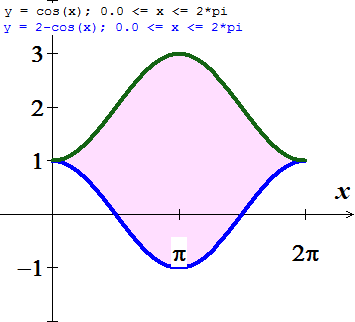 y = cos(x); 0.0 <= x <= 2*pi
y = 2-cos(x); 0.0 <= x <= 2*pi
3
2
1
x
π
2π
−1